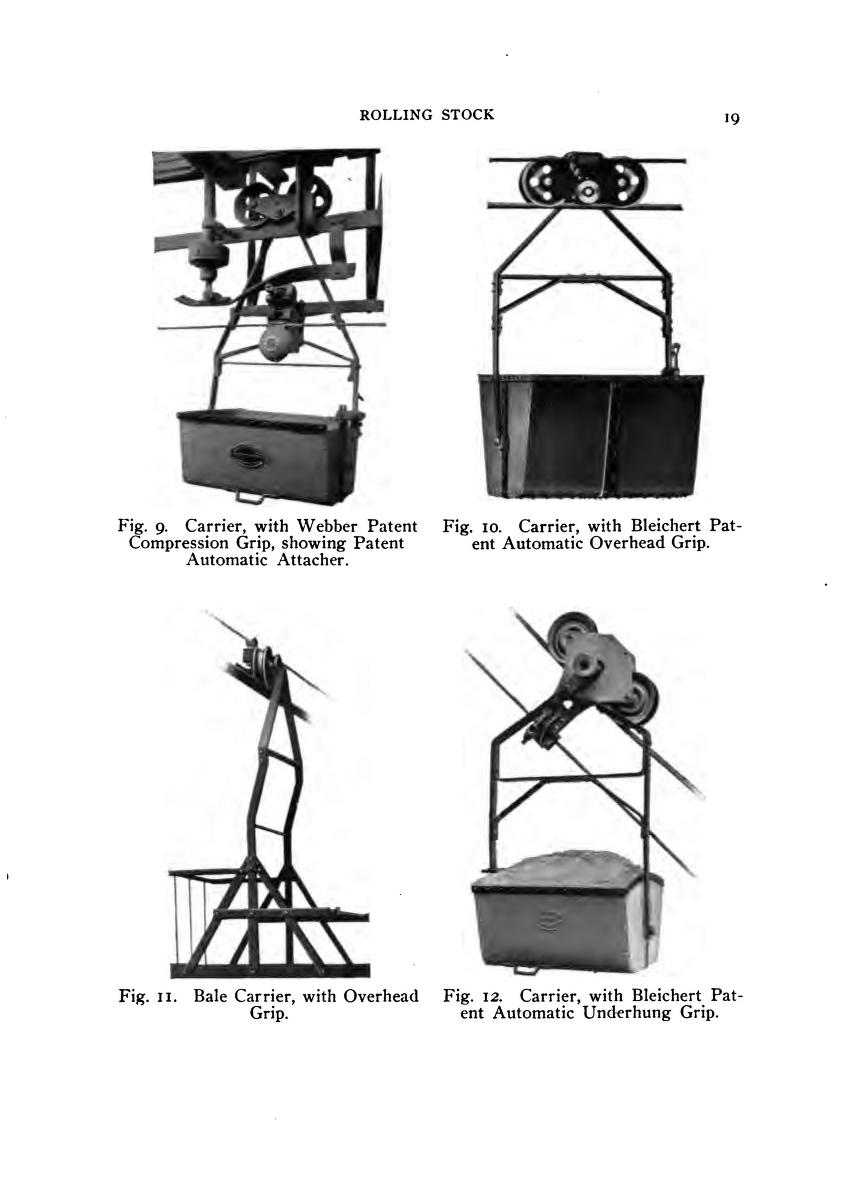 ROLLING STOCK
19
Fig. 9. Carrier, with Webber Patent
Compression Grip, showing Patent
Automatic Attacher.
Fig. 10. Carrier, with Bleichert Pat-
ent Automatic Overhead Grip.
Fig. 11. Bale Carrier, with Overhead
Grip.
Fig. 12. Carrier, with Bleichert Pat-
ent Automatic Underhung Grip.